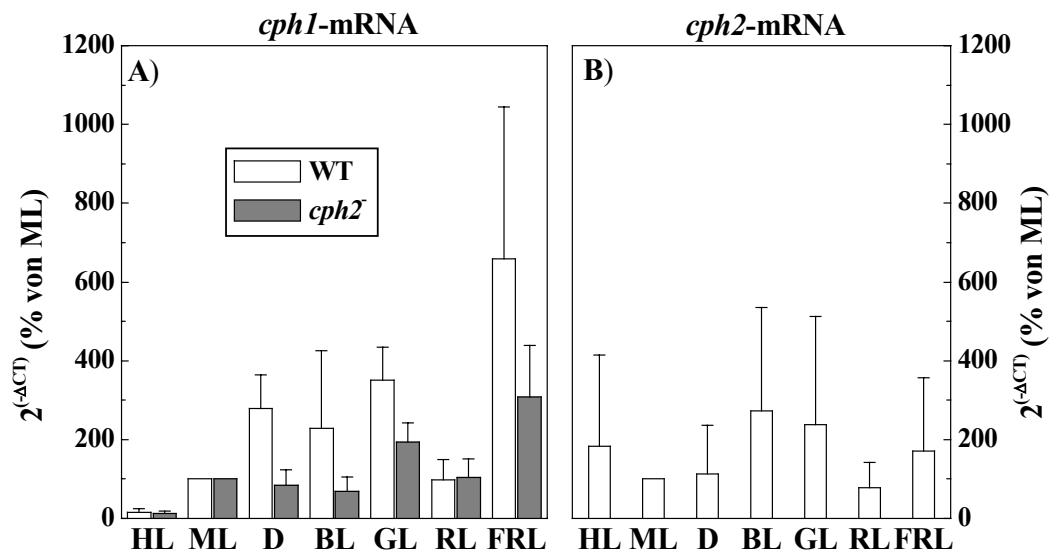 cph1-mRNA
cph2-mRNA
A)
B)
WT
cph2⁻
2^(-ΔCT) (% von ML)
1200
1000
800
600
400
200
0
HL ML D BL GL RL FRL
HL ML D BL GL RL FRL
1200
1000
800
600
400
200
0
2^(-ΔCT) (% von ML)